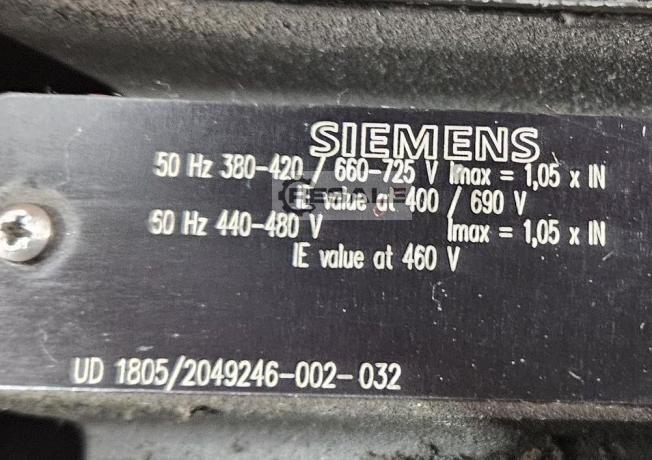 SIEMENS
50 Hz 380-420 / 660-725 V Imax = 1,05 x IN
IE value at 400 / 690 V
60 Hz 440-480 V Imax = 1,05 x IN
IE value at 460 V
UD 1805/2049246-002-032
RESALE